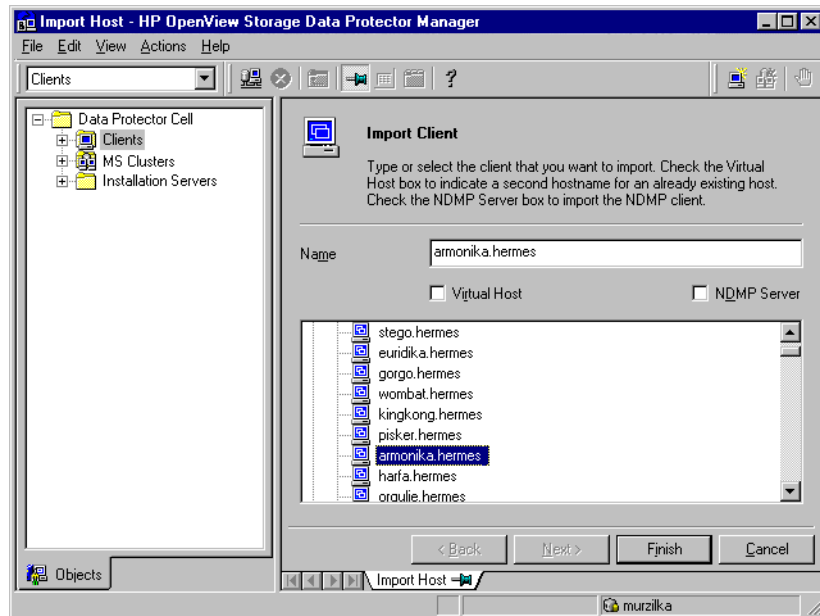 Import Host - HP OpenView Storage Data Protector Manager
File Edit View Actions Help
Clients
Data Protector Cell
Clients
MS Clusters
Installation Servers
Import Client
Type or select the client that you want to import. Check the Virtual
Host box to indicate a second hostname for an already existing host.
Check the NDMP Server box to import the NDMP client.
Name
armonika.hermes
Virtual Host
NDMP Server
stego.hermes
euridika.hermes
gorgo.hermes
wombat.hermes
kingkong.hermes
pisker.hermes
armonika.hermes
harfa.hermes
orgulje.hermes
< Back
Next >
Finish
Cancel
Objects
Import Host
murzilka